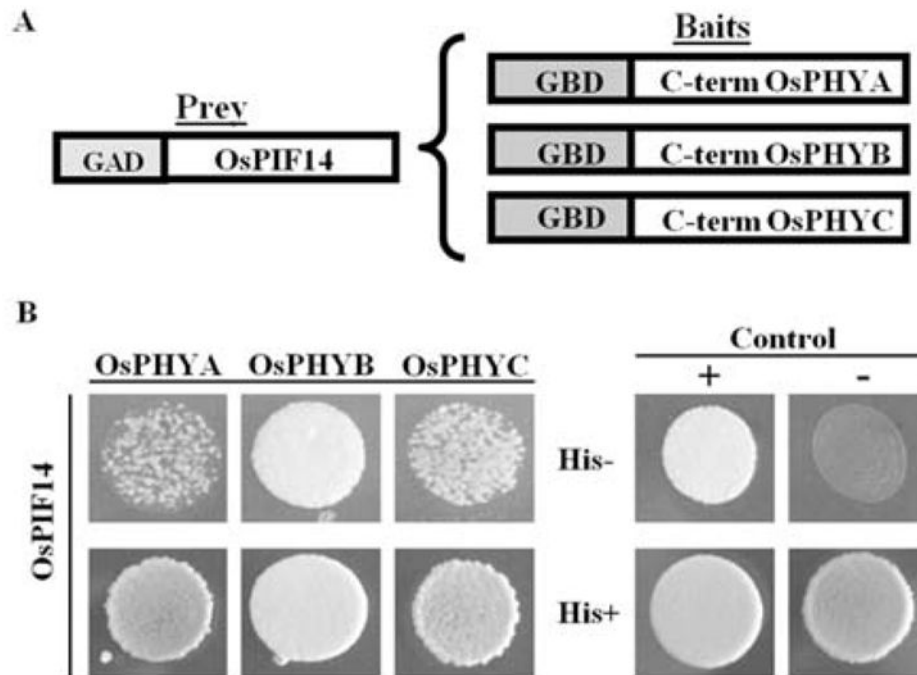 A
Baits
GBD C-term OsPHYA
Prey
GAD OsPIF14
GBD C-term OsPHYB
GBD C-term OsPHYC
B
Control
OsPHYA OsPHYB OsPHYC + -
OsPIF14
His-
His+